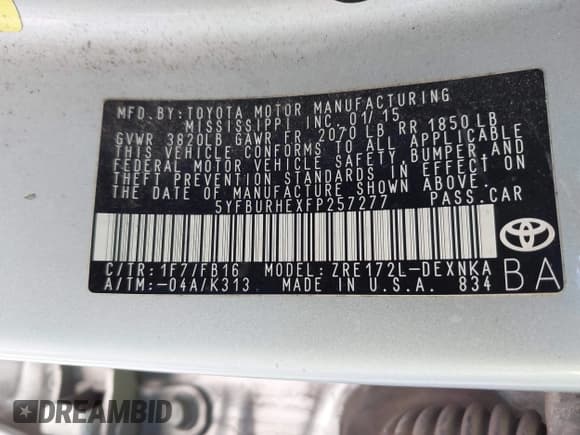 MFD. BY: TOYOTA MOTOR MANUFACTURING
MISSISSIPPI, INC. 01/15
GVWR 3820LB GAWR FR 2070 LB RR 1850 LB
THIS VEHICLE CONFORMS TO ALL APPLICABLE
FEDERAL MOTOR VEHICLE SAFETY, BUMPER AND
THEFT PREVENTION STANDARDS IN EFFECT ON
THE DATE OF MANUFACTURE SHOWN ABOVE.
5YFBURHEXFP257277 PASS.CAR
C/TR: 1F7/FB16 MODEL: ZRE172L-DEXNKA
A/TM: -04A/K313 MADE IN U.S.A. 834
BA
DREAMBID